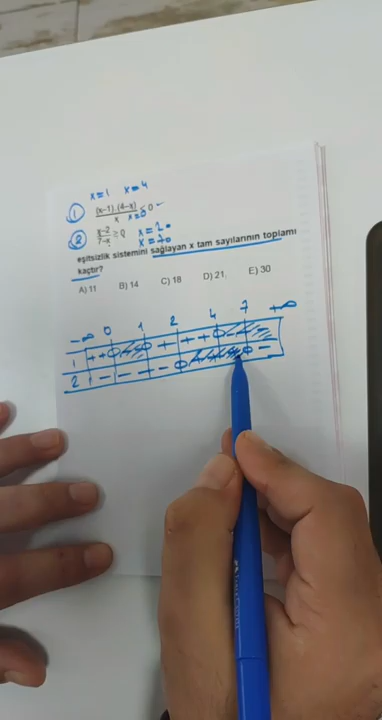 x=1 x=4
1 (x-1).(4-x) / x ≤ 0 x=0
2 x-2 / 7-x ≥ 0 x=2 x=7
eşitsizlik sistemini sağlayan x tam sayılarının toplamı
kaçtır?
A) 11 B) 14 C) 18 D) 21 E) 30
-∞ 0 1 2 4 7 +∞
1 + + - + + + - -
2 - - - - + + -